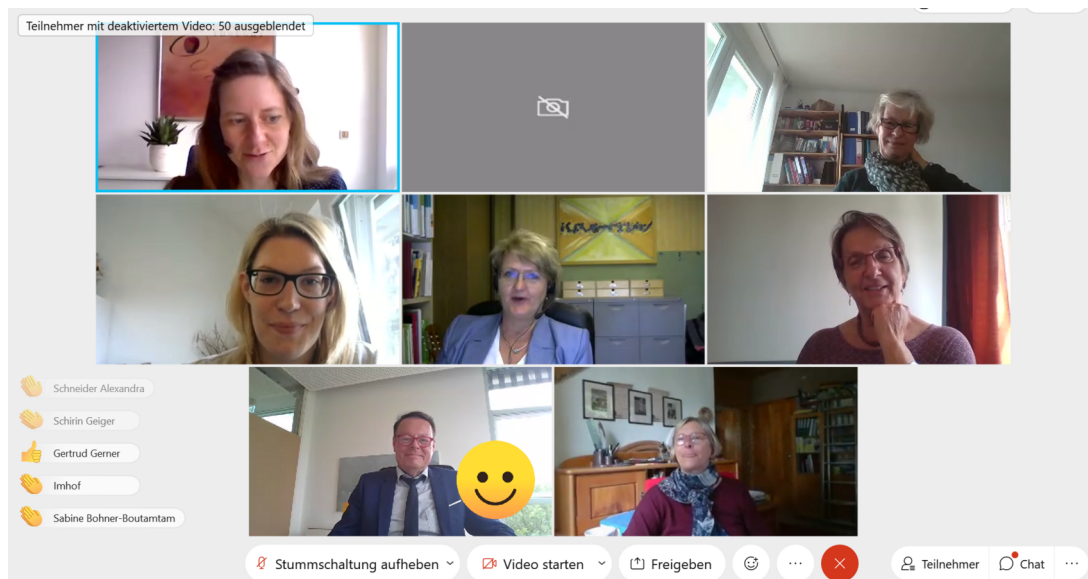 Teilnehmer mit deaktiviertem Video: 50 ausgeblendet
Schneider Alexandra
Schirin Geiger
Gertrud Gerner
Imhof
Sabine Bohner-Boutamtam
Stummschaltung aufheben
Video starten
Freigeben
Teilnehmer
Chat